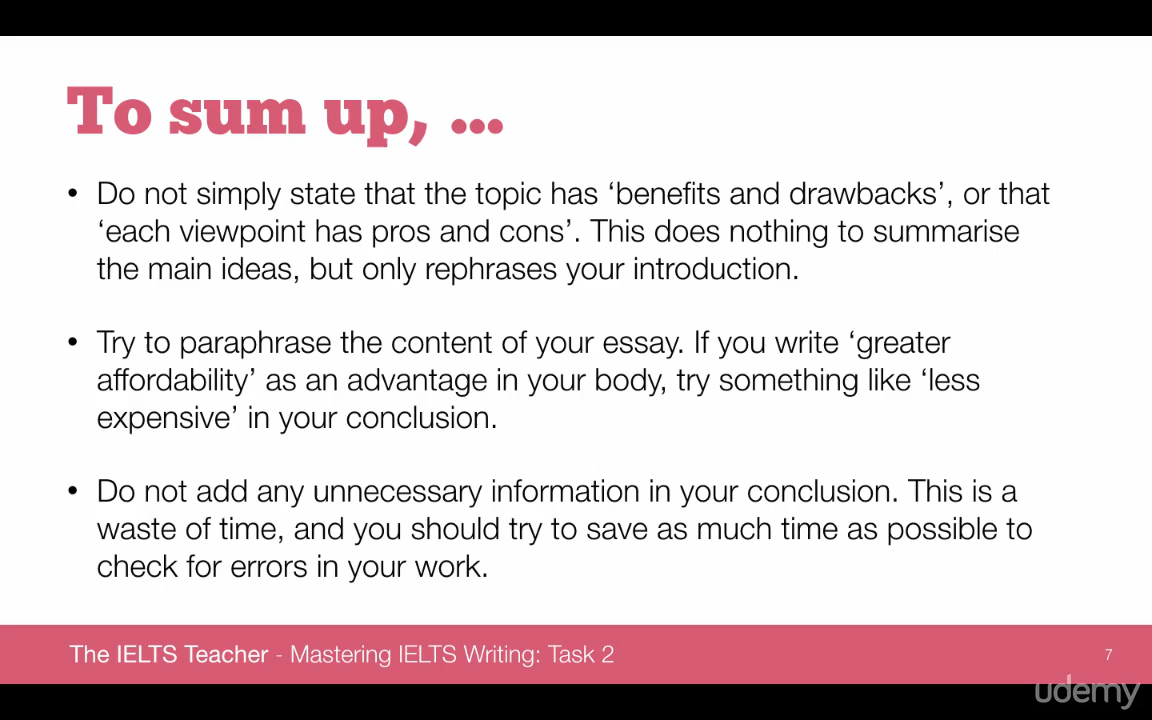 To sum up, ...
• Do not simply state that the topic has ‘benefits and drawbacks’, or that
‘each viewpoint has pros and cons’. This does nothing to summarise
the main ideas, but only rephrases your introduction.
• Try to paraphrase the content of your essay. If you write ‘greater
affordability’ as an advantage in your body, try something like ‘less
expensive’ in your conclusion.
• Do not add any unnecessary information in your conclusion. This is a
waste of time, and you should try to save as much time as possible to
check for errors in your work.
The IELTS Teacher - Mastering IELTS Writing: Task 2
7
udemy